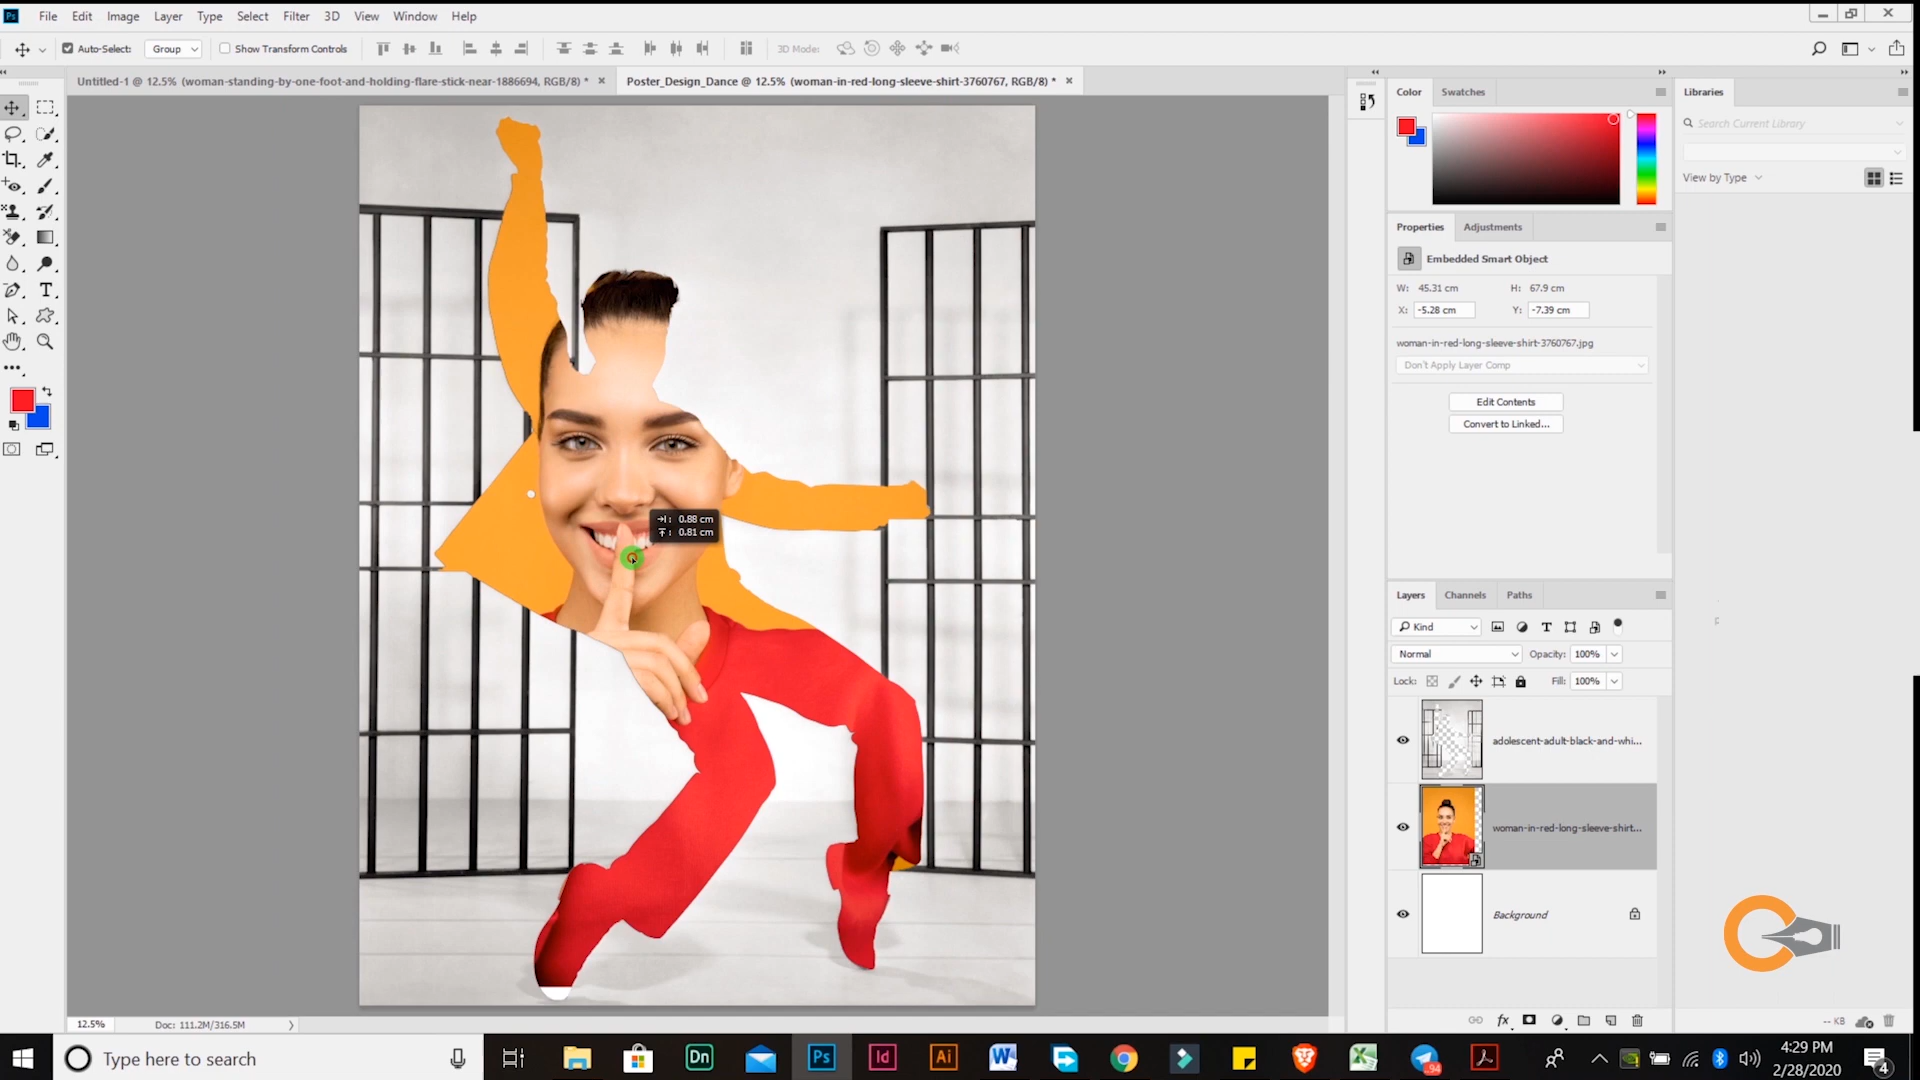 Ps File Edit Image Layer Type Select Filter 3D View Window Help
Auto-Select: Group Show Transform Controls 3D Mode:
Untitled-1 @ 12.5% (woman-standing-by-one-foot-and-holding-flare-stick-near-1886694, RGB/8) * × Poster_Design_Dance @ 12.5% (woman-in-red-long-sleeve-shirt-3760767, RGB/8) * ×
Color Swatches
Libraries
Search Current Library
View by Type
Properties Adjustments
Embedded Smart Object
W: 45.31 cm H: 67.9 cm
X: -5.28 cm Y: -7.39 cm
woman-in-red-long-sleeve-shirt-3760767.jpg
Don't Apply Layer Comp
Edit Contents
Convert to Linked...
0.88 cm
0.81 cm
Layers Channels Paths
Kind
Normal Opacity: 100%
Lock: Fill: 100%
adolescent-adult-black-and-whi...
woman-in-red-long-sleeve-shirt...
Background
12.5% Doc: 111.2M/316.5M
-- KB
Type here to search
Dn Ps Id Ai W 94
4:29 PM
2/28/2020
4